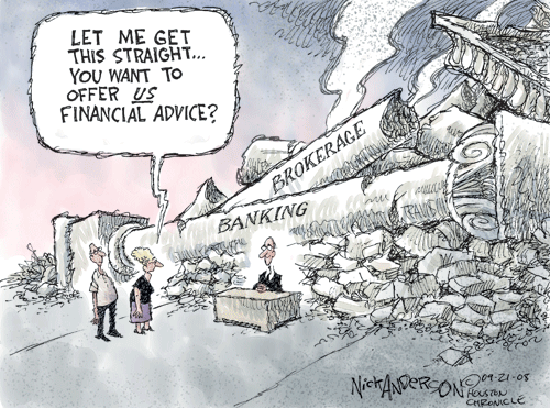 LET ME GET
THIS STRAIGHT...
YOU WANT TO
OFFER US
FINANCIAL ADVICE?
BROKERAGE
BANKING
NICK ANDERSON
© 09-21-08
HOUSTON
CHRONICLE